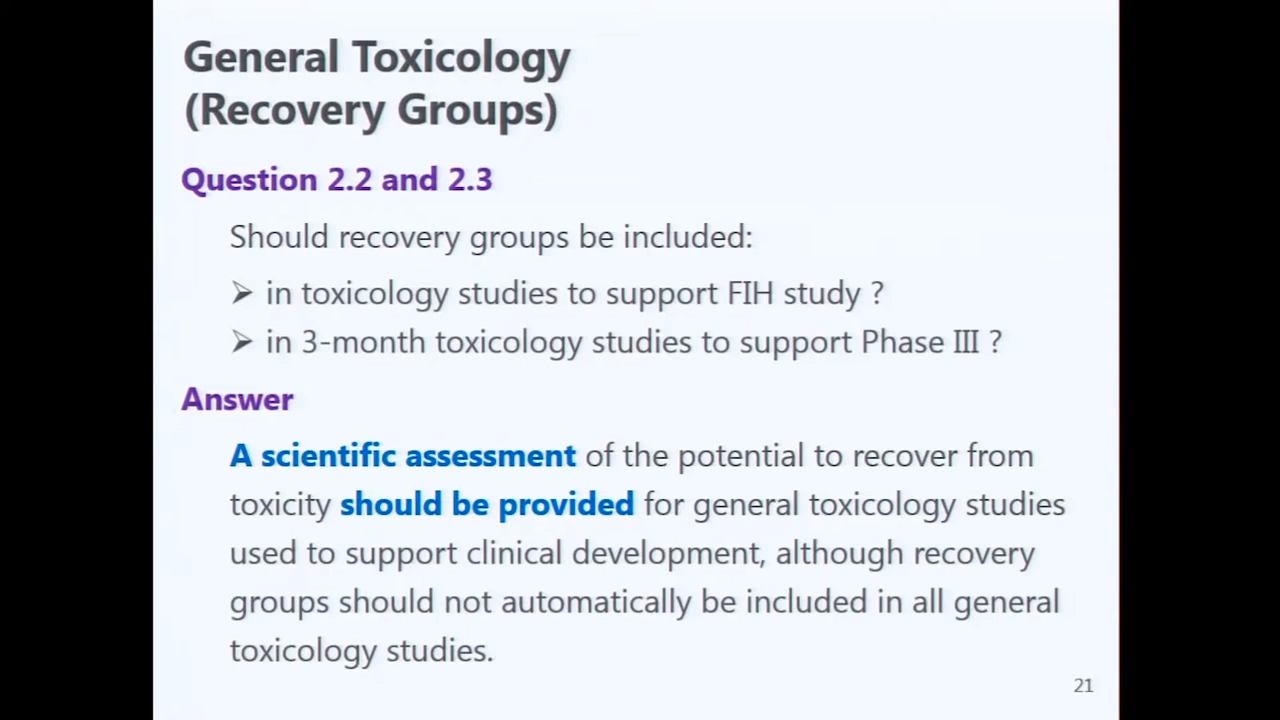 General Toxicology
(Recovery Groups)
Question 2.2 and 2.3
Should recovery groups be included:
➢ in toxicology studies to support FIH study ?
➢ in 3-month toxicology studies to support Phase III ?
Answer
A scientific assessment of the potential to recover from
toxicity should be provided for general toxicology studies
used to support clinical development, although recovery
groups should not automatically be included in all general
toxicology studies.
21